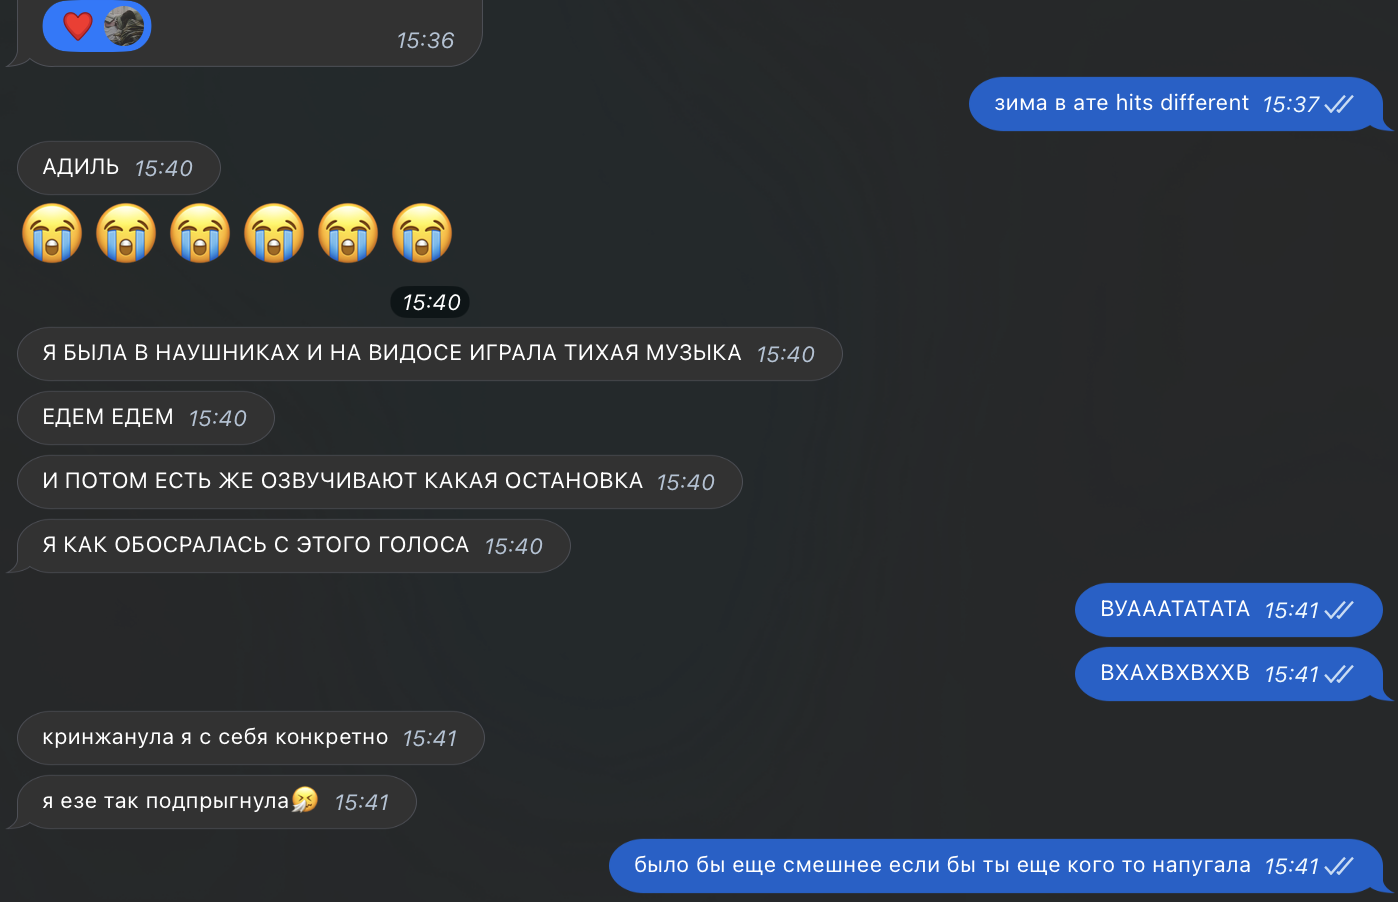 15:36
зима в ате hits different 15:37
АДИЛЬ 15:40
😭😭😭😭😭😭
15:40
Я БЫЛА В НАУШНИКАХ И НА ВИДОСЕ ИГРАЛА ТИХАЯ МУЗЫКА 15:40
ЕДЕМ ЕДЕМ 15:40
И ПОТОМ ЕСТЬ ЖЕ ОЗВУЧИВАЮТ КАКАЯ ОСТАНОВКА 15:40
Я КАК ОБОСРАЛАСЬ С ЭТОГО ГОЛОСА 15:40
ВУАААТАТАТА 15:41
ВХАХВХВХХВ 15:41
кринжанула я с себя конкретно 15:41
я езе так подпрыгнула🤧 15:41
было бы еще смешнее если бы ты еще кого то напугала 15:41